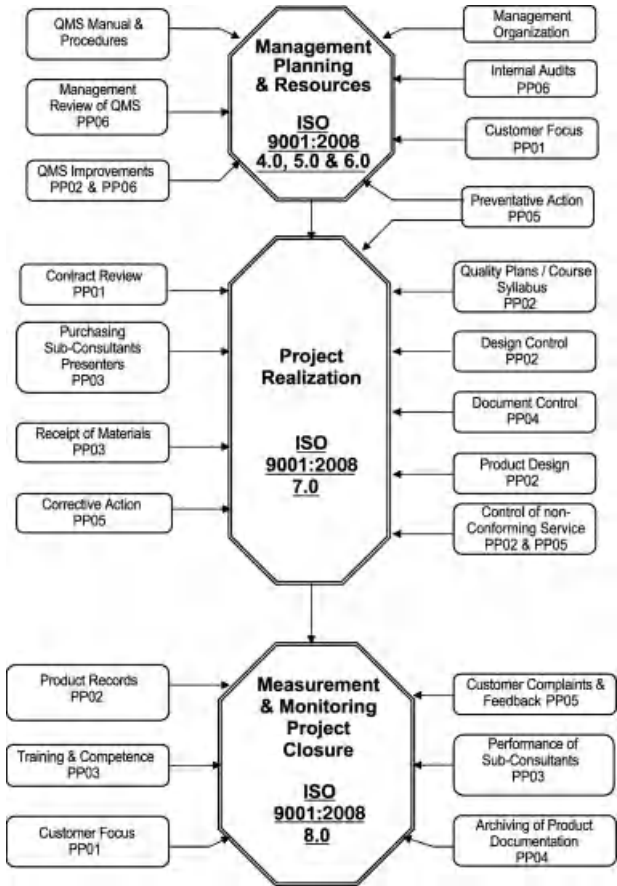 QMS Manual &
Procedures
Management
Review of QMS
PP06
QMS Improvements
PP02 & PP06
Management
Planning
& Resources
ISO
9001:2008
4.0, 5.0 & 6.0
Management
Organization
Internal Audits
PP06
Customer Focus
PP01
Preventative Action
PP05
Contract Review
PP01
Purchasing
Sub-Consultants
Presenters
PP03
Receipt of Materials
PP03
Corrective Action
PP05
Project
Realization
ISO
9001:2008
7.0
Quality Plans / Course
Syllabus
PP02
Design Control
PP02
Document Control
PP04
Product Design
PP02
Control of non-
Conforming Service
PP02 & PP05
Product Records
PP02
Training & Competence
PP03
Customer Focus
PP01
Measurement
& Monitoring
Project
Closure
ISO
9001:2008
8.0
Customer Complaints &
Feedback PP05
Performance of
Sub-Consultants
PP03
Archiving of Product
Documentation
PP04